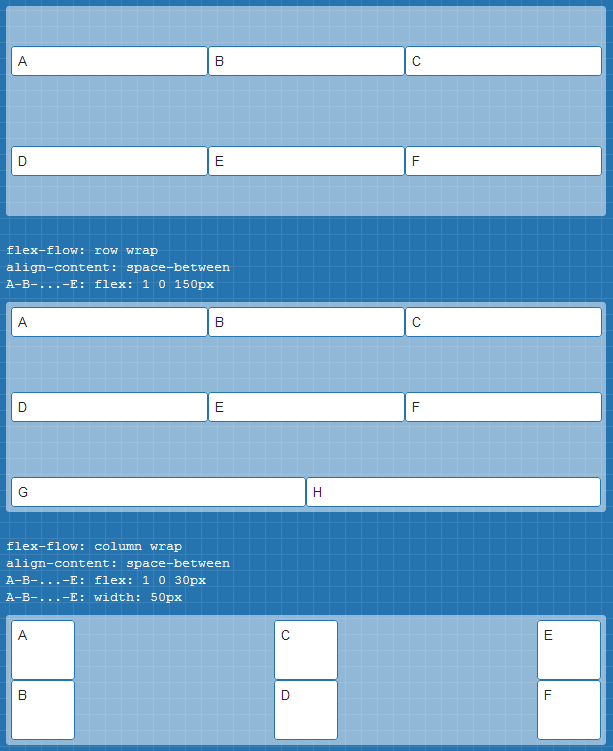 A B C
D E F
flex-flow: row wrap
align-content: space-between
A-B-...-E: flex: 1 0 150px
A B C
D E F
G H
flex-flow: column wrap
align-content: space-between
A-B-...-E: flex: 1 0 30px
A-B-...-E: width: 50px
A C E
B D F